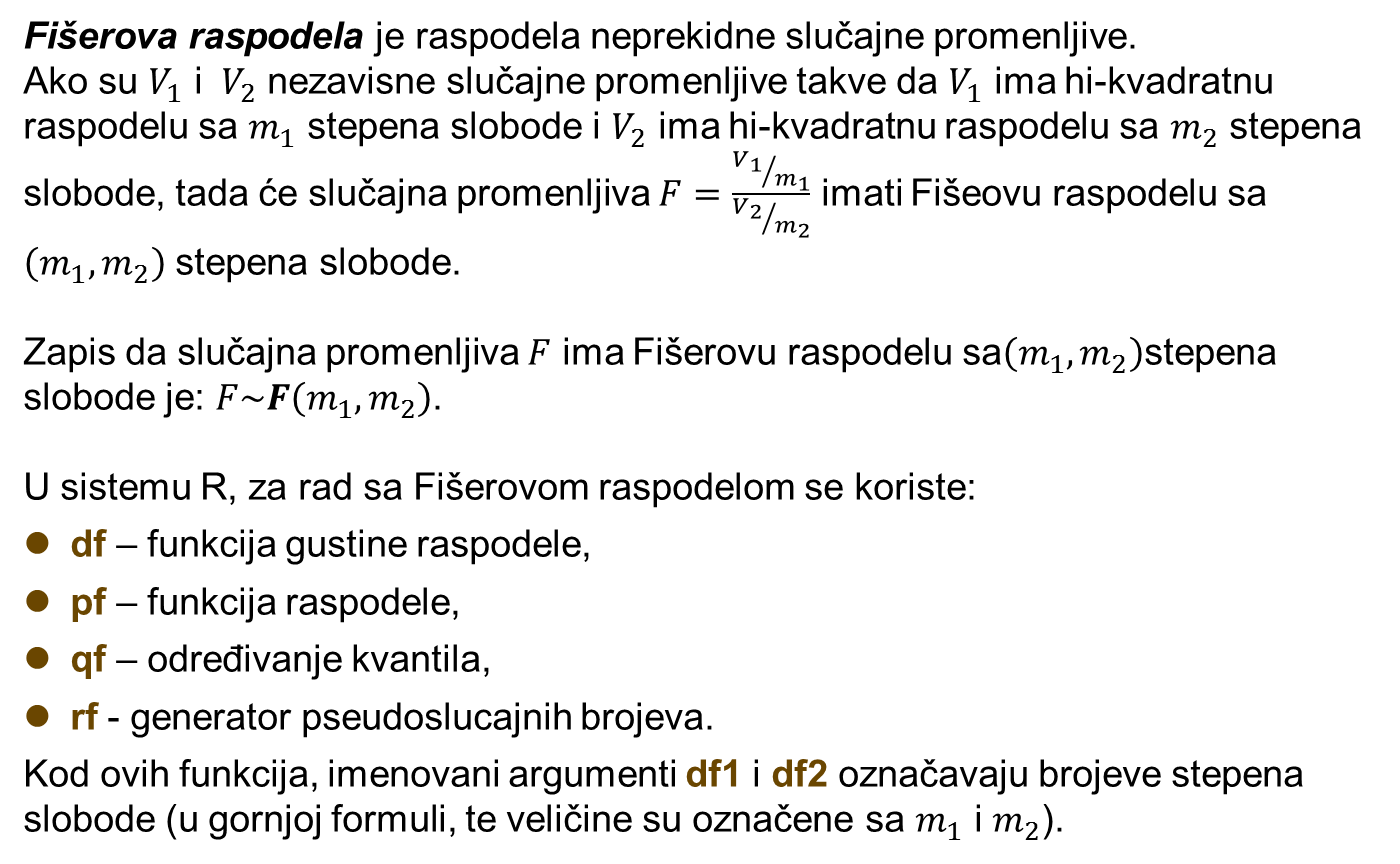 Fišerova raspodela je raspodela neprekidne slučajne promenljive.
Ako su V₁ i V₂ nezavisne slučajne promenljive takve da V₁ ima hi-kvadratnu
raspodelu sa m₁ stepena slobode i V₂ ima hi-kvadratnu raspodelu sa m₂ stepena
slobode, tada će slučajna promenljiva F = (V₁/m₁)/(V₂/m₂) imati Fišeovu raspodelu sa
(m₁, m₂) stepena slobode.
Zapis da slučajna promenljiva F ima Fišerovu raspodelu sa(m₁, m₂)stepena
slobode je: F~F(m₁, m₂).
U sistemu R, za rad sa Fišerovom raspodelom se koriste:
● df – funkcija gustine raspodele,
● pf – funkcija raspodele,
● qf – određivanje kvantila,
● rf - generator pseudoslucajnih brojeva.
Kod ovih funkcija, imenovani argumenti df1 i df2 označavaju brojeve stepena
slobode (u gornjoj formuli, te veličine su označene sa m₁ i m₂).